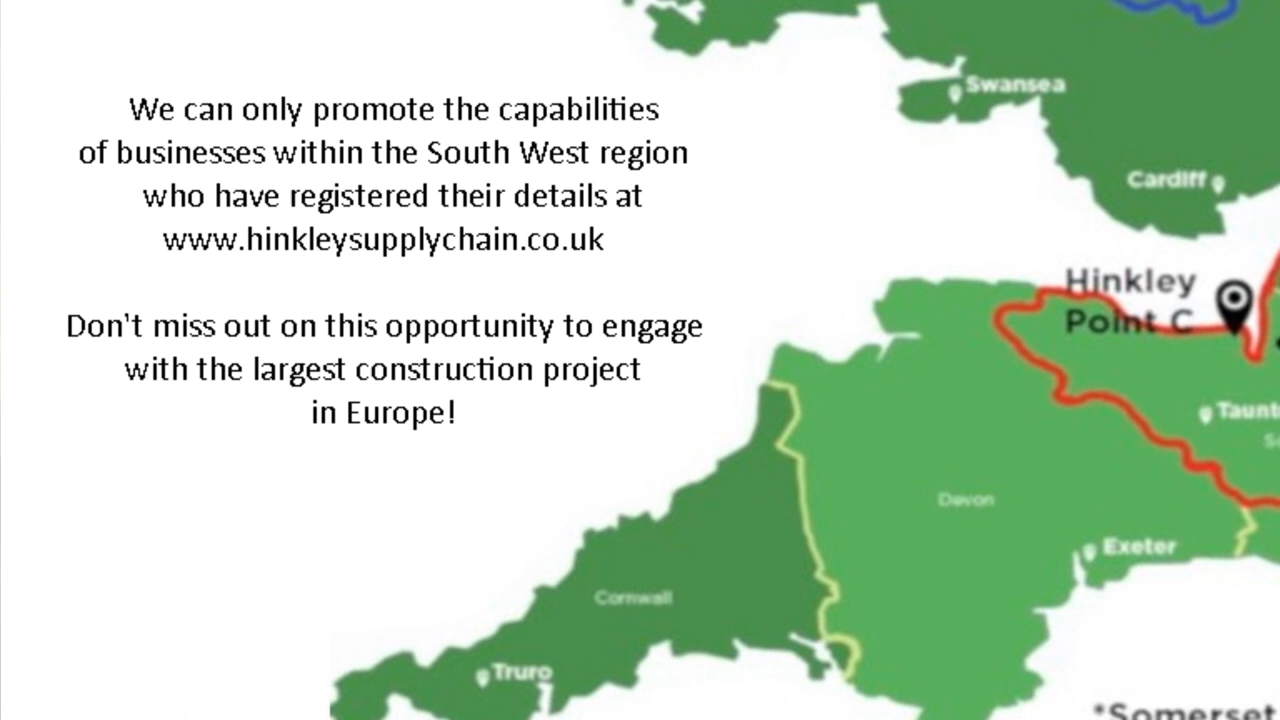 We can only promote the capabilities
of businesses within the South West region
who have registered their details at
www.hinkleysupplychain.co.uk
Don't miss out on this opportunity to engage
with the largest construction project
in Europe!
Swansea
Cardiff
Hinkley
Point C
Devon
Exeter
Cornwall
Truro
*Somerset